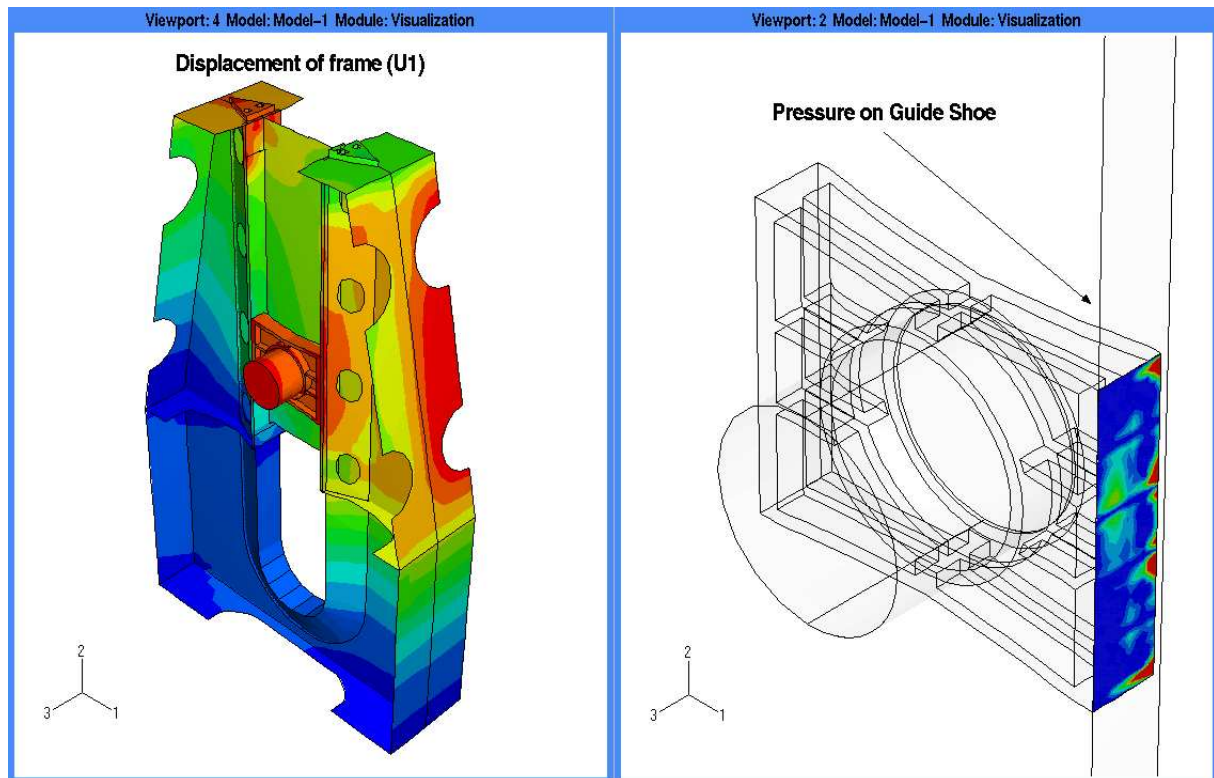 Viewport: 4 Model: Model-1 Module: Visualization
Displacement of frame (U1)
2
3
1
Viewport: 2 Model: Model-1 Module: Visualization
Pressure on Guide Shoe
2
3
1